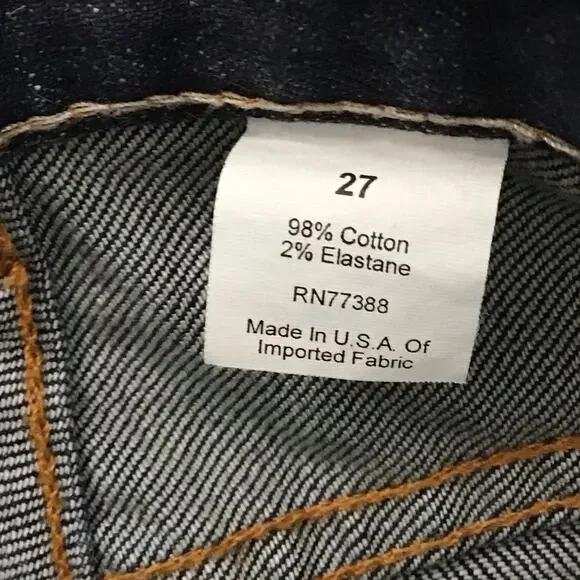 27
98% Cotton
2% Elastane
RN77388
Made In U.S.A. Of
Imported Fabric